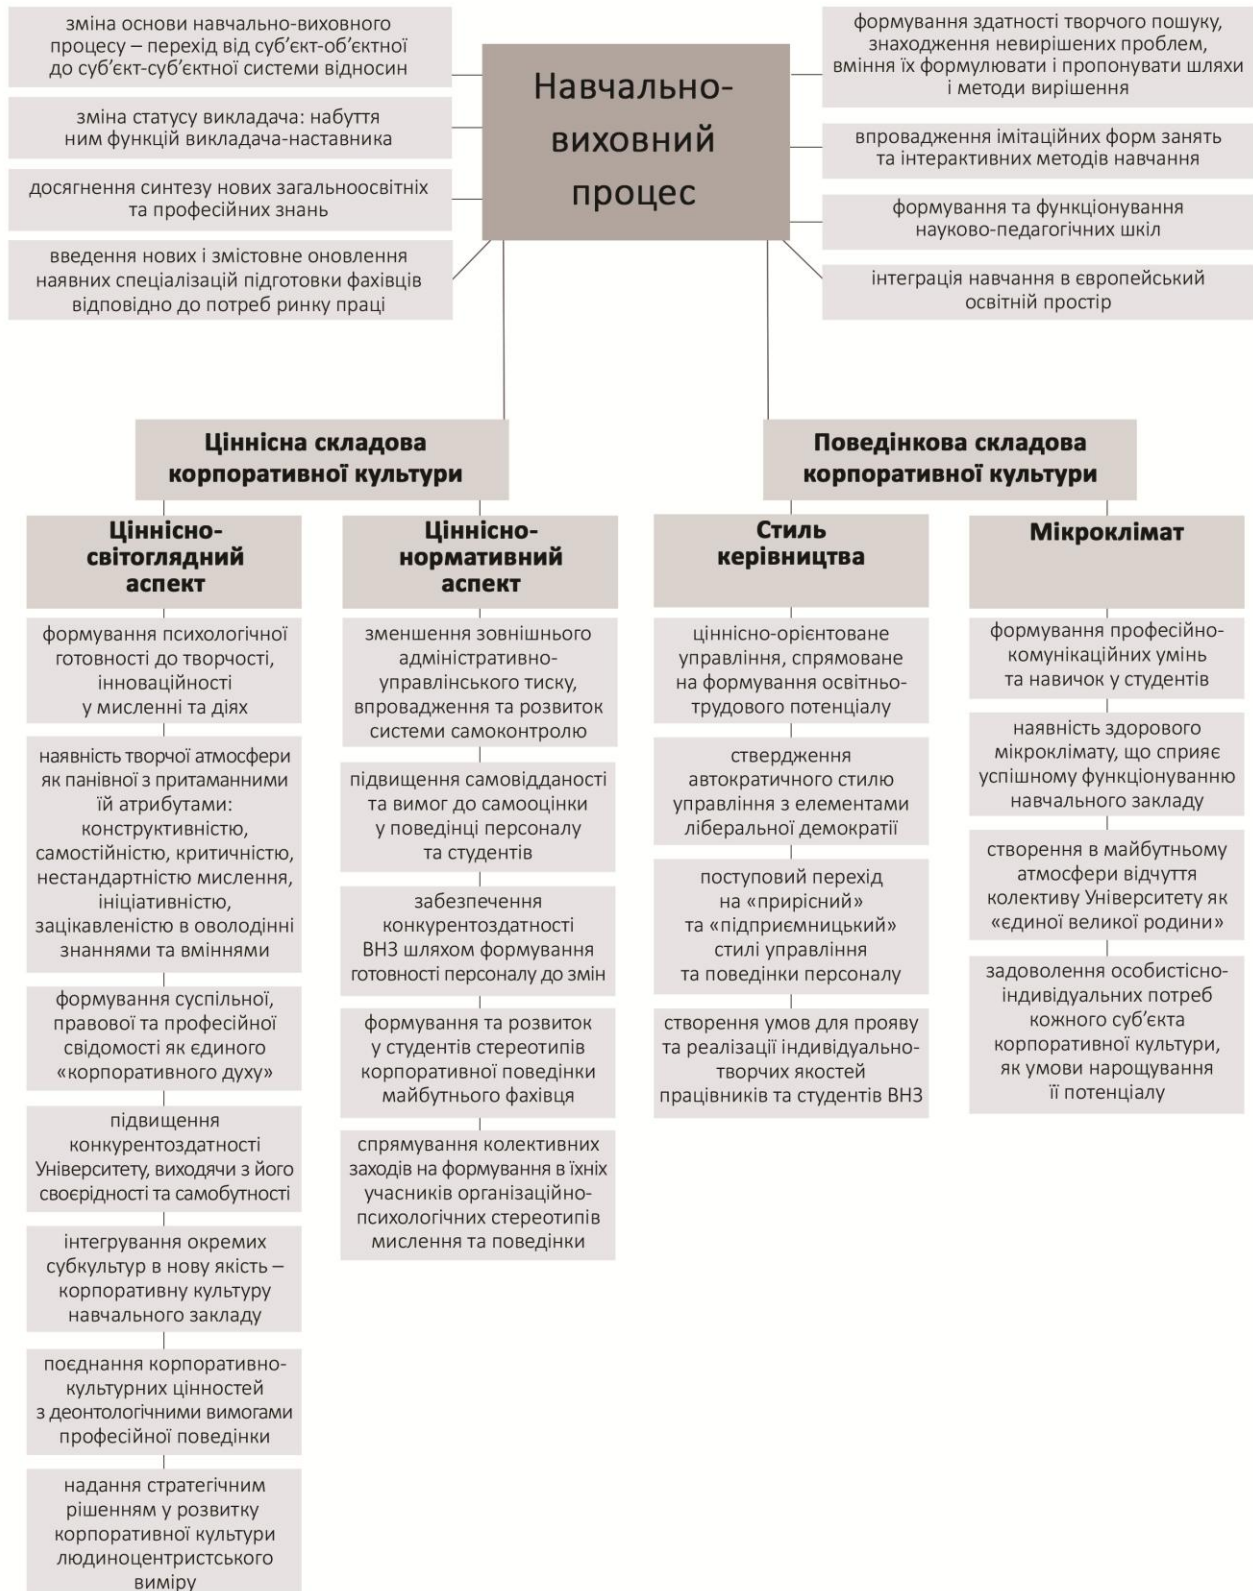 зміна основи навчально-виховного
процесу – перехід від суб’єкт-об’єктної
до суб’єкт-суб’єктної системи відносин
зміна статусу викладача: набуття
ним функцій викладача-наставника
досягнення синтезу нових загальноосвітніх
та професійних знань
введення нових і змістовне оновлення
наявних спеціалізацій підготовки фахівців
відповідно до потреб ринку праці
Навчально-
виховний
процес
формування здатності творчого пошуку,
знаходження невирішених проблем,
вміння їх формулювати і пропонувати шляхи
і методи вирішення
впровадження імітаційних форм занять
та інтерактивних методів навчання
формування та функціонування
науково-педагогічних шкіл
інтеграція навчання в європейський
освітній простір
Ціннісна складова
корпоративної культури
Поведінкова складова
корпоративної культури
Ціннісно-
світоглядний
аспект
формування психологічної
готовності до творчості,
інноваційності
у мисленні та діях
наявність творчої атмосфери
як панівної з притаманними
їй атрибутами:
конструктивністю,
самостійністю, критичністю,
нестандартністю мислення,
ініціативністю,
зацікавленістю в оволодінні
знаннями та вміннями
формування суспільної,
правової та професійної
свідомості як єдиного
«корпоративного духу»
підвищення
конкурентоздатності
Університету, виходячи з його
своєрідності та самобутності
інтегрування окремих
субкультур в нову якість –
корпоративну культуру
навчального закладу
поєднання корпоративно-
культурних цінностей
з деонтологічними вимогами
професійної поведінки
надання стратегічним
рішенням у розвитку
корпоративної культури
людиноцентристського
виміру
Ціннісно-
нормативний
аспект
зменшення зовнішнього
адміністративно-
управлінського тиску,
впровадження та розвиток
системи самоконтролю
підвищення самовідданості
та вимог до самооцінки
у поведінці персоналу
та студентів
забезпечення
конкурентоздатності
ВНЗ шляхом формування
готовності персоналу до змін
формування та розвиток
у студентів стереотипів
корпоративної поведінки
майбутнього фахівця
спрямування колективних
заходів на формування в їхніх
учасників організаційно-
психологічних стереотипів
мислення та поведінки
Стиль
керівництва
ціннісно-орієнтоване
управління, спрямоване
на формування освітньо-
трудового потенціалу
ствердження
автократичного стилю
управління з елементами
ліберальної демократії
поступовий перехід
на «прирісний»
та «підприємницький»
стилі управління
та поведінки персоналу
створення умов для прояву
та реалізації індивідуально-
творчих якостей
працівників та студентів ВНЗ
Мікроклімат
формування професійно-
комунікаційних умінь
та навичок у студентів
наявність здорового
мікроклімату, що сприяє
успішному функціонуванню
навчального закладу
створення в майбутньому
атмосфери відчуття
колективу Університету як
«єдиної великої родини»
задоволення особистісно-
індивідуальних потреб
кожного суб’єкта
корпоративної культури,
як умови нарощування
її потенціалу